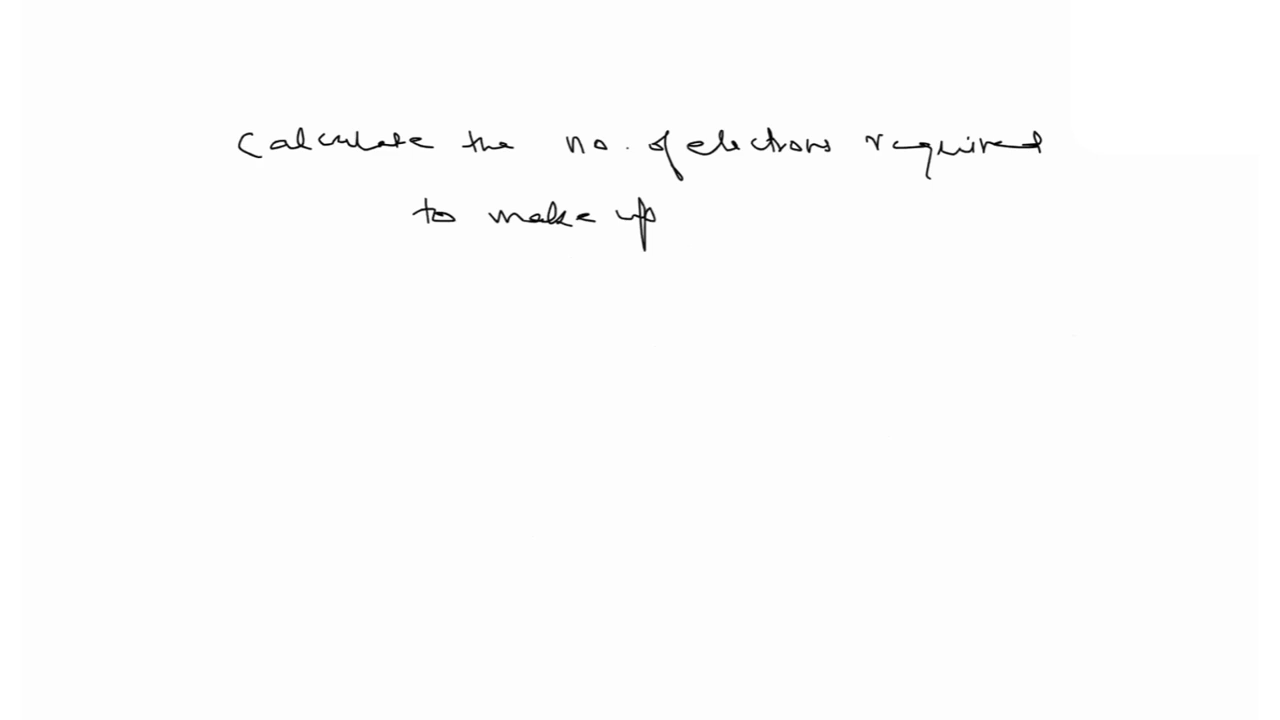 Calculate the no. of electrons required
to make up